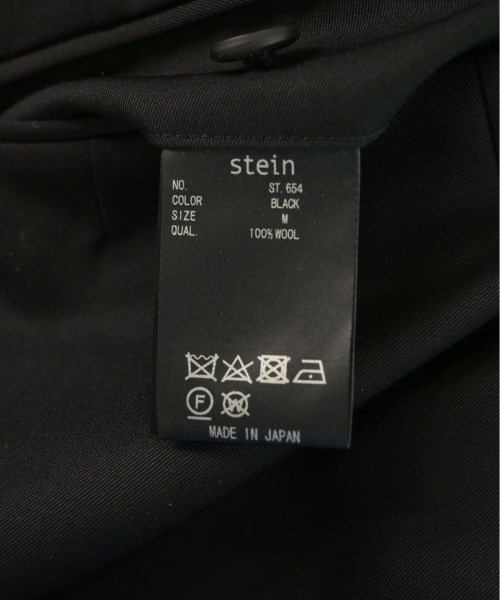 stein
NO. ST.654
COLOR BLACK
SIZE M
QUAL. 100% WOOL
F W
MADE IN JAPAN